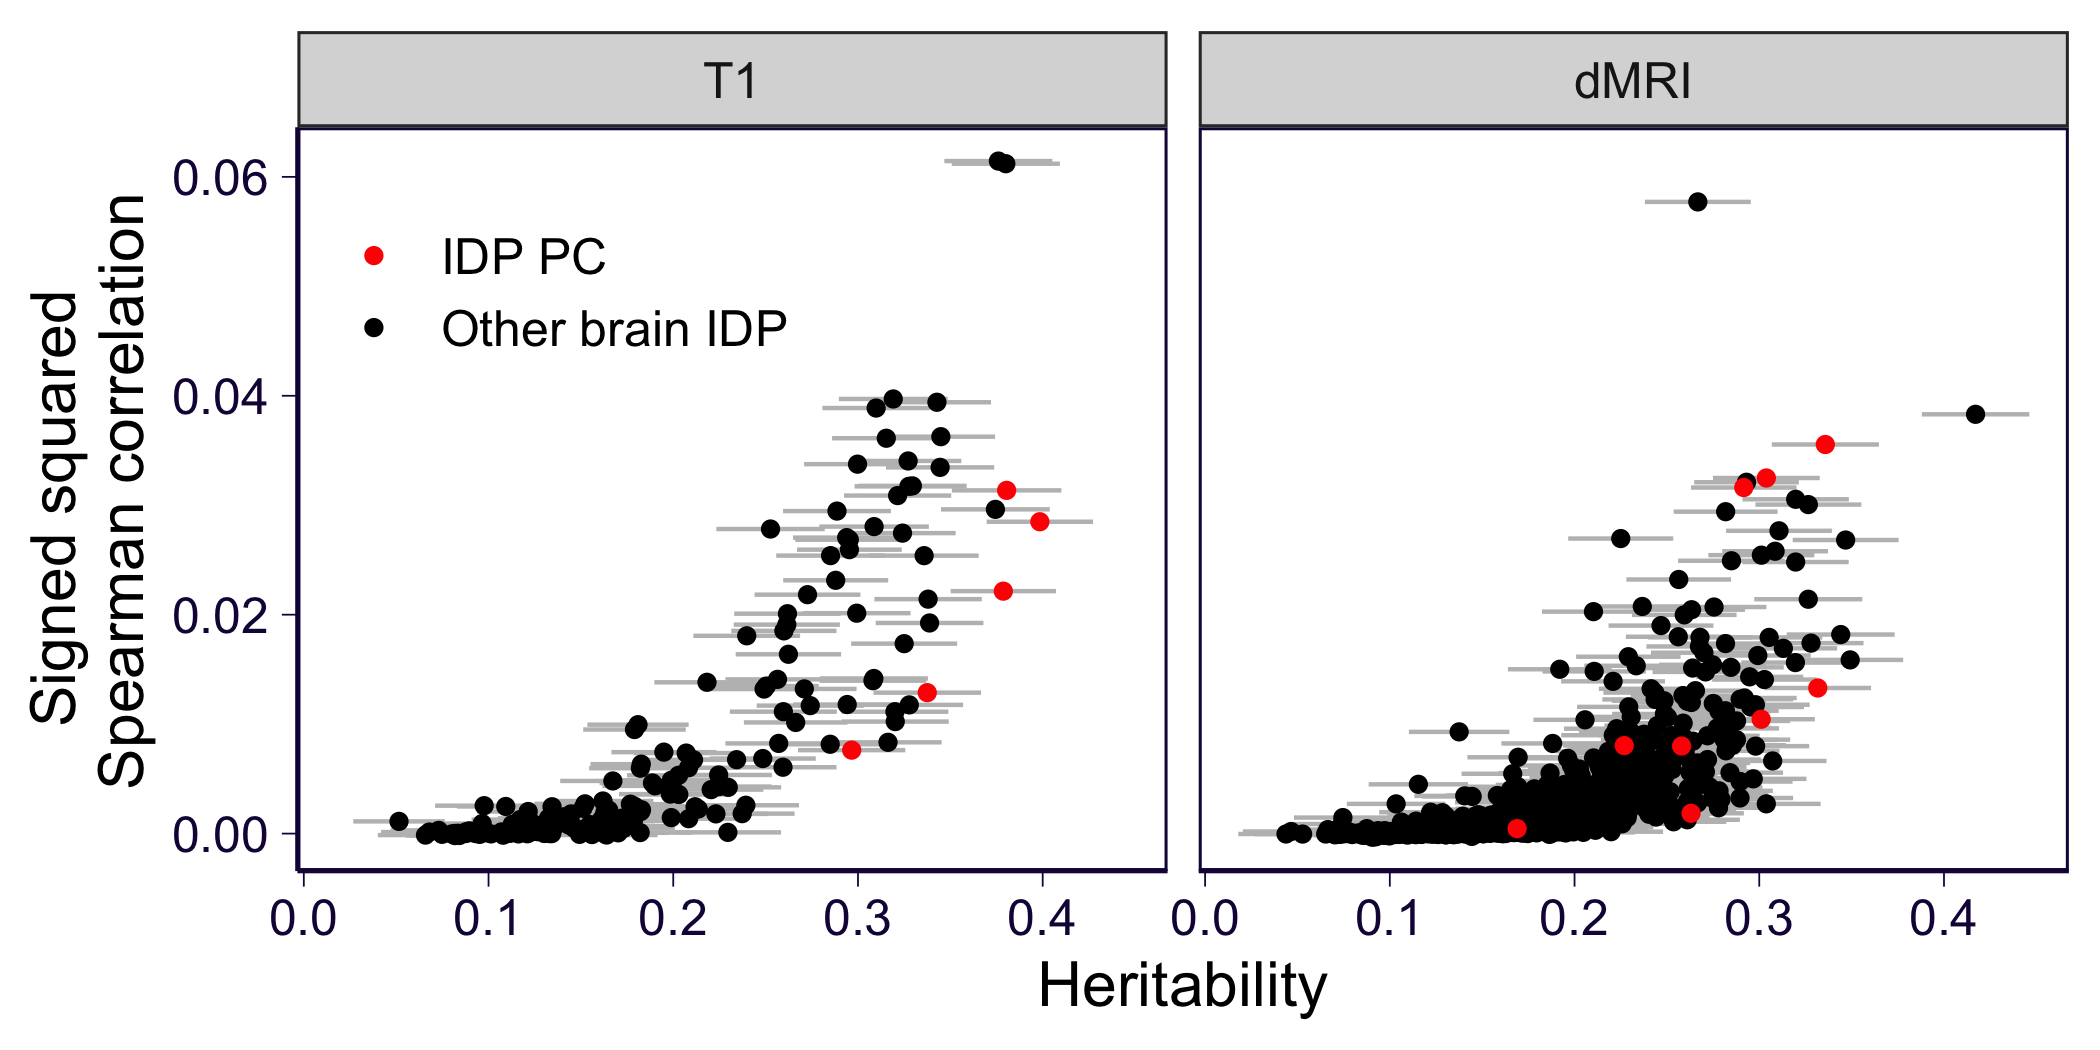 T1
dMRI
Signed squared
Spearman correlation
0.06
0.04
0.02
0.00
IDP PC
Other brain IDP
0.0 0.1 0.2 0.3 0.4
0.0 0.1 0.2 0.3 0.4
Heritability